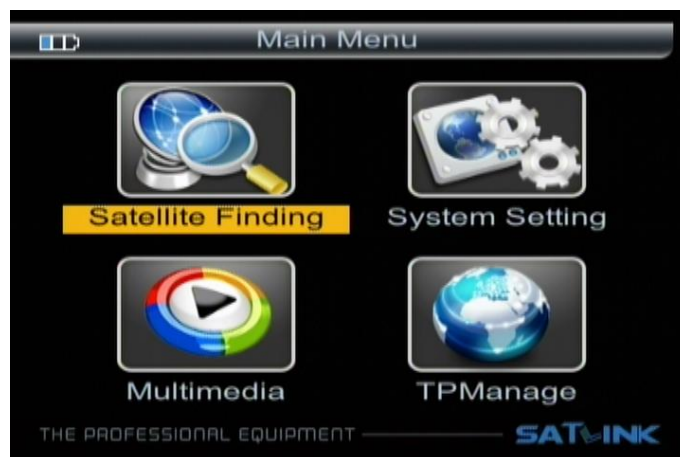 Main Menu
Satellite Finding
System Setting
Multimedia
TPManage
THE PROFESSIONAL EQUIPMENT
SATLINK